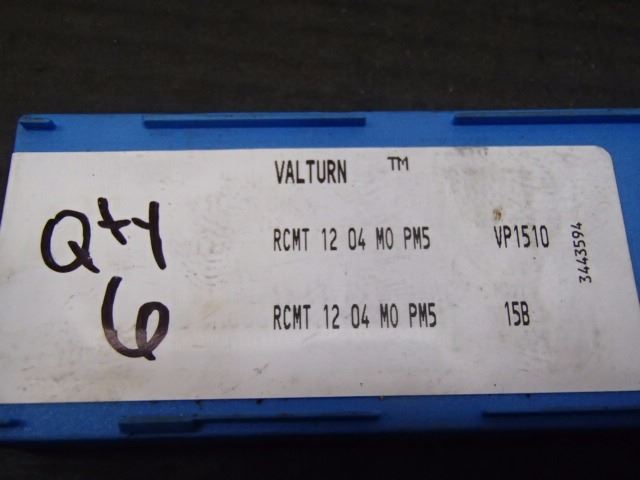 VALTURN ™
Qty
6
RCMT 12 04 MO PM5 VP1510
RCMT 12 04 MO PM5 15B
3443594